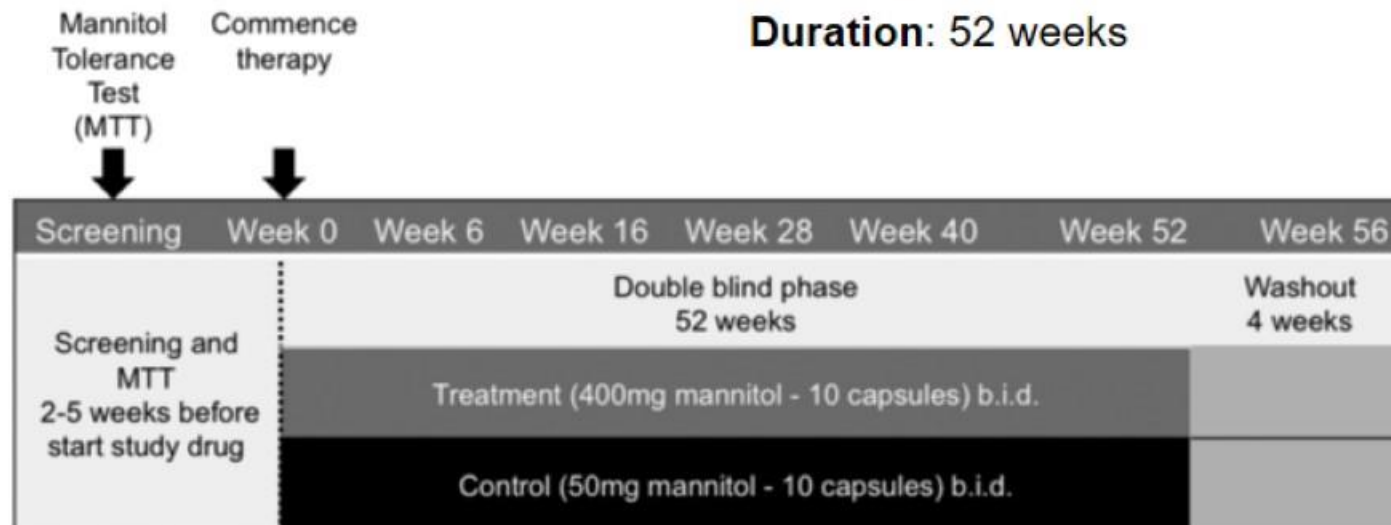 Mannitol
Tolerance
Test
(MTT)
Commence
therapy
Duration: 52 weeks
Screening Week 0 Week 6 Week 16 Week 28 Week 40 Week 52 Week 56
Screening and
MTT
2-5 weeks before
start study drug
Double blind phase
52 weeks
Washout
4 weeks
Treatment (400mg mannitol - 10 capsules) b.i.d.
Control (50mg mannitol - 10 capsules) b.i.d.